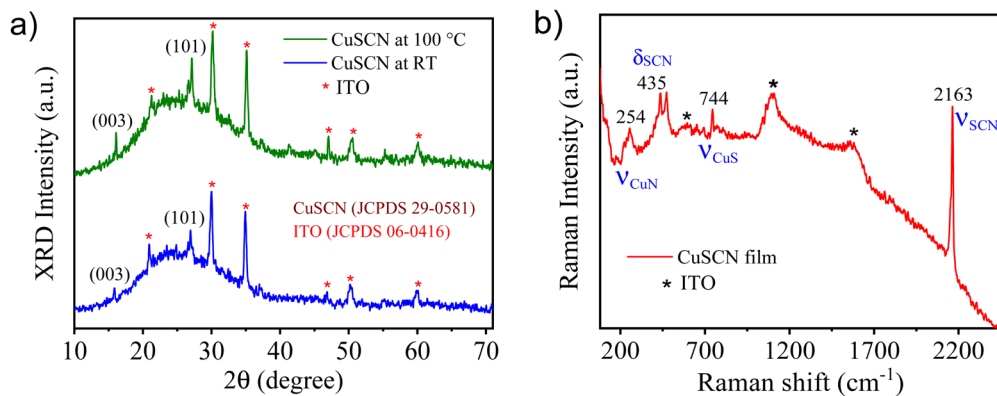 a)
XRD Intensity (a.u.)
CuSCN at 100 °C
CuSCN at RT
* ITO
(003)
*
(101)
*
*
*
*
*
CuSCN (JCPDS 29-0581)
ITO (JCPDS 06-0416)
(003)
*
(101)
*
*
*
*
*
10 20 30 40 50 60 70
2θ (degree)
b)
Raman Intensity (a.u.)
δSCN
435
254
νCuN
*
744
νCuS
*
*
2163
νSCN
CuSCN film
* ITO
200 700 1200 1700 2200
Raman shift (cm⁻¹)